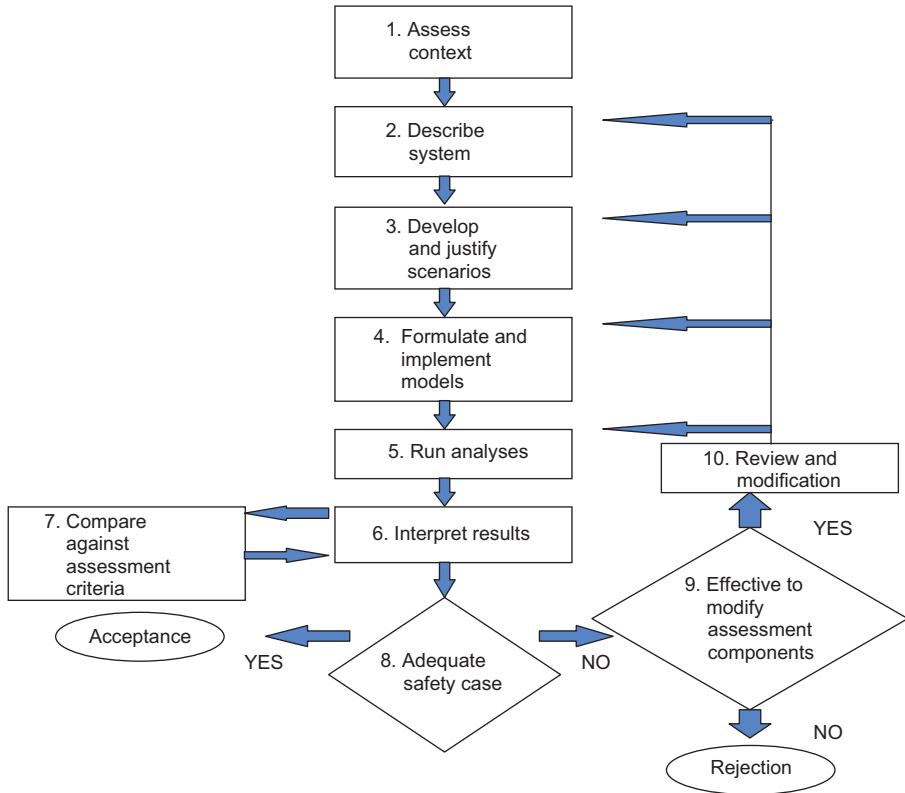 1. Assess
context
2. Describe
system
3. Develop
and justify
scenarios
4. Formulate and
implement
models
5. Run analyses
10. Review and
modification
7. Compare
against
assessment
criteria
6. Interpret results
YES
9. Effective to
modify
assessment
components
Acceptance
YES
8. Adequate
safety case
NO
NO
Rejection